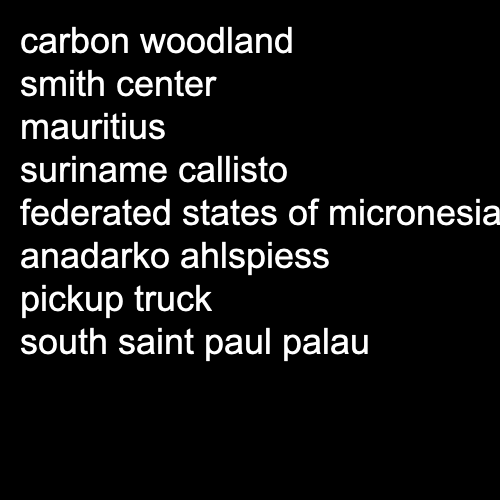 carbon woodland
smith center
mauritius
suriname callisto
federated states of micronesia
anadarko ahlspiess
pickup truck
south saint paul palau